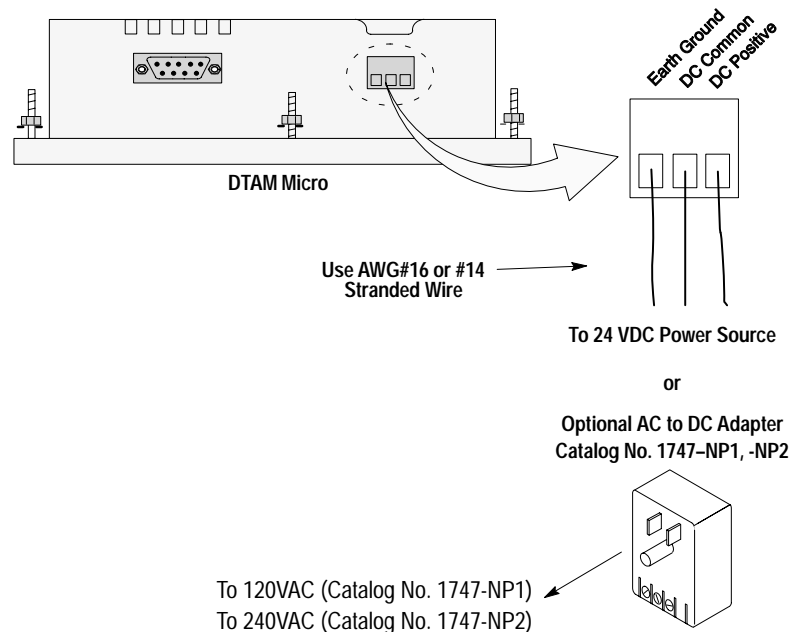 Earth Ground
DC Common
DC Positive
DTAM Micro
Use AWG#16 or #14
Stranded Wire
To 24 VDC Power Source
or
Optional AC to DC Adapter
Catalog No. 1747–NP1, -NP2
To 120VAC (Catalog No. 1747-NP1)
To 240VAC (Catalog No. 1747-NP2)